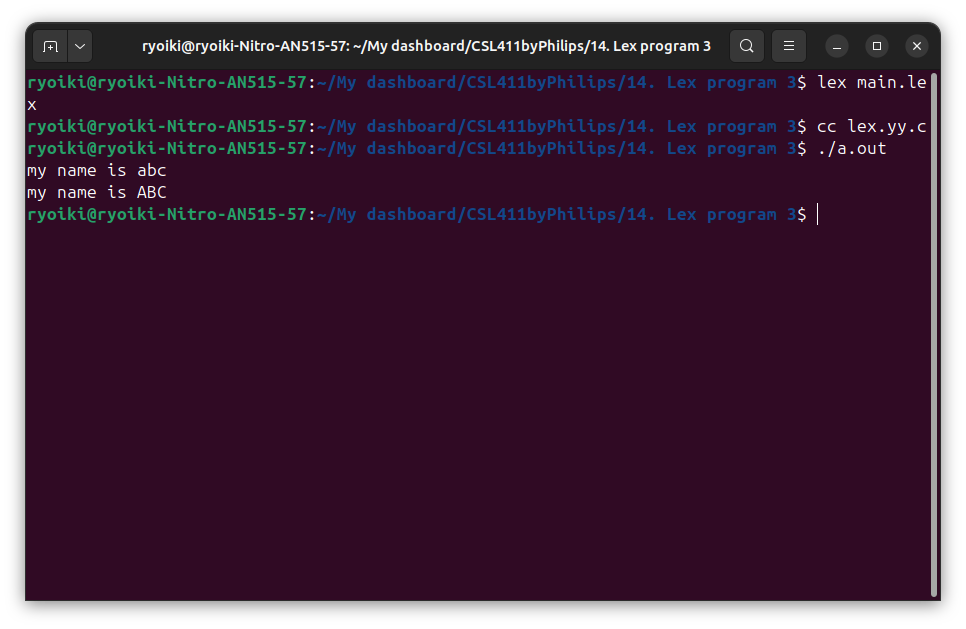 ryoiki@ryoiki-Nitro-AN515-57: ~/My dashboard/CSL411byPhilips/14. Lex program 3
ryoiki@ryoiki-Nitro-AN515-57:~/My dashboard/CSL411byPhilips/14. Lex program 3$ lex main.le
x
ryoiki@ryoiki-Nitro-AN515-57:~/My dashboard/CSL411byPhilips/14. Lex program 3$ cc lex.yy.c
ryoiki@ryoiki-Nitro-AN515-57:~/My dashboard/CSL411byPhilips/14. Lex program 3$ ./a.out
my name is abc
my name is ABC
ryoiki@ryoiki-Nitro-AN515-57:~/My dashboard/CSL411byPhilips/14. Lex program 3$